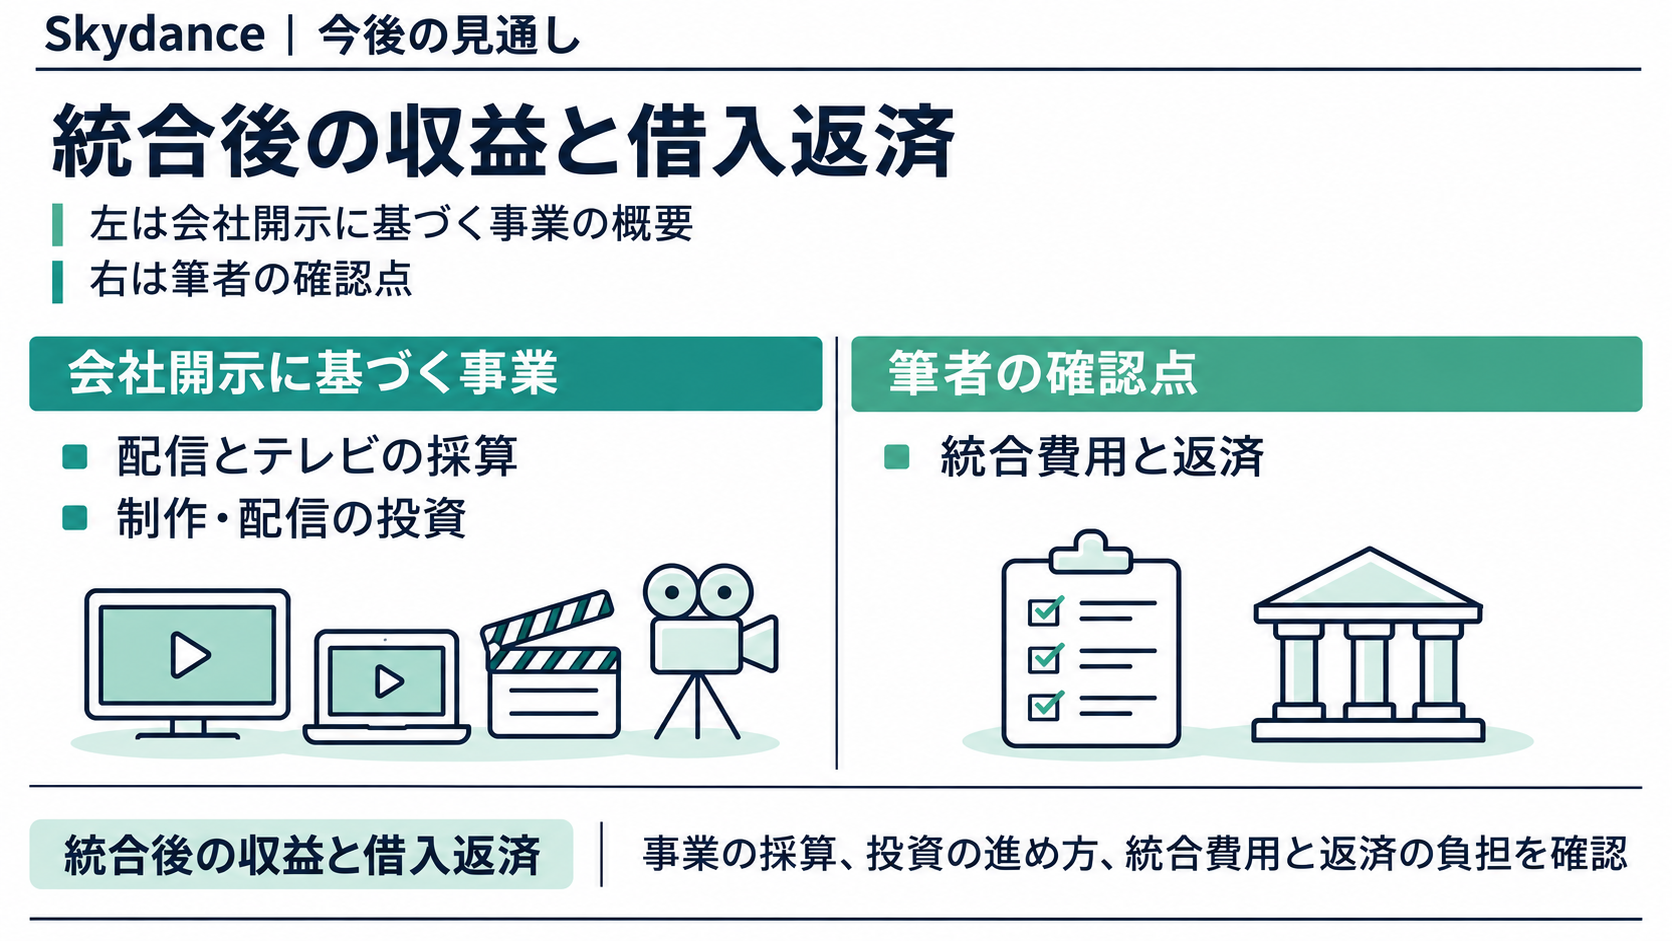 Skydance｜今後の見通し
統合後の収益と借入返済
左は会社開示に基づく事業の概要
右は筆者の確認点
会社開示に基づく事業
配信とテレビの採算
制作・配信の投資
筆者の確認点
統合費用と返済
統合後の収益と借入返済
事業の採算、投資の進め方、統合費用と返済の負担を確認